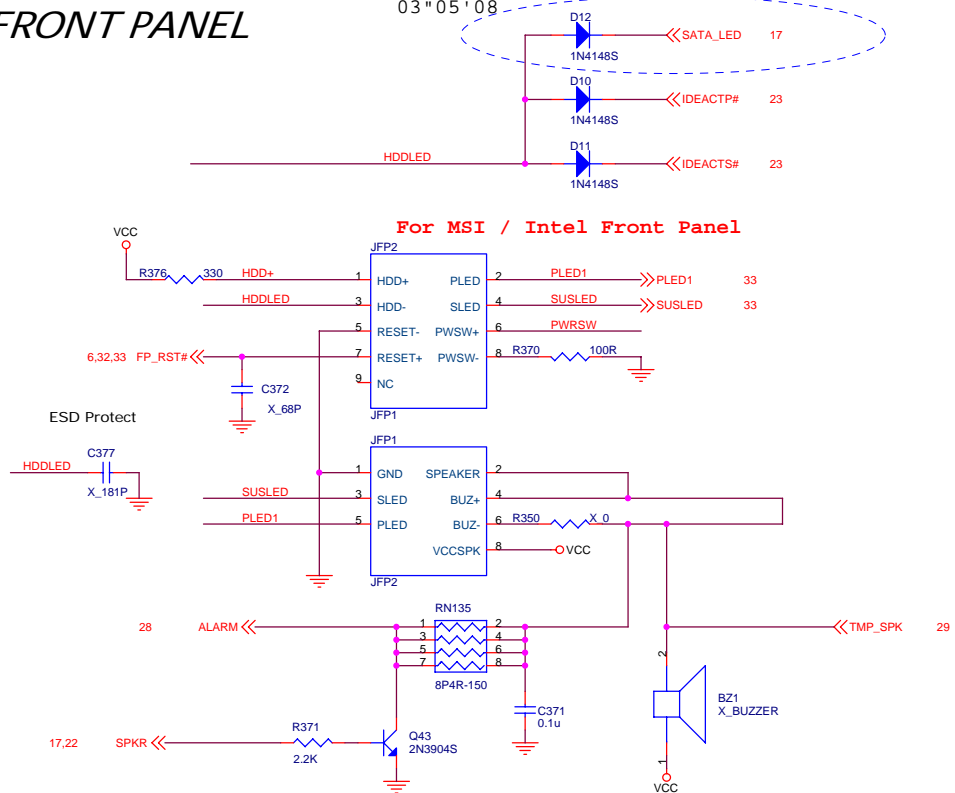 03"05'08
FRONT PANEL
D12
SATA_LED 17
1N4148S
D10
IDEACTP# 23
1N4148S
D11
HDDLED
IDEACTS# 23
1N4148S
For MSI / Intel Front Panel
VCC
JFP2
R376 330 HDD+ 1 HDD+ PLED 2 PLED1 PLED1 33
HDDLED 3 HDD- SLED 4 SUSLED SUSLED 33
5 RESET- PWSW+ 6 PWRSW
6,32,33 FP_RST# 7 RESET+ PWSW- 8 R370 100R
9 NC
C372
X_68P
JFP1
ESD Protect
JFP1
HDDLED C377
X_181P
1 GND SPEAKER 2
SUSLED 3 SLED BUZ+ 4
PLED1 5 PLED BUZ- 6 R350 X_0
VCCSPK 8 VCC
JFP2
RN135
28 ALARM 1 2
3 4
5 6
7 8
8P4R-150
TMP_SPK 29
2
BZ1
X_BUZZER
1
VCC
C371
0.1u
17,22 SPKR R371
2.2K
Q43
2N3904S